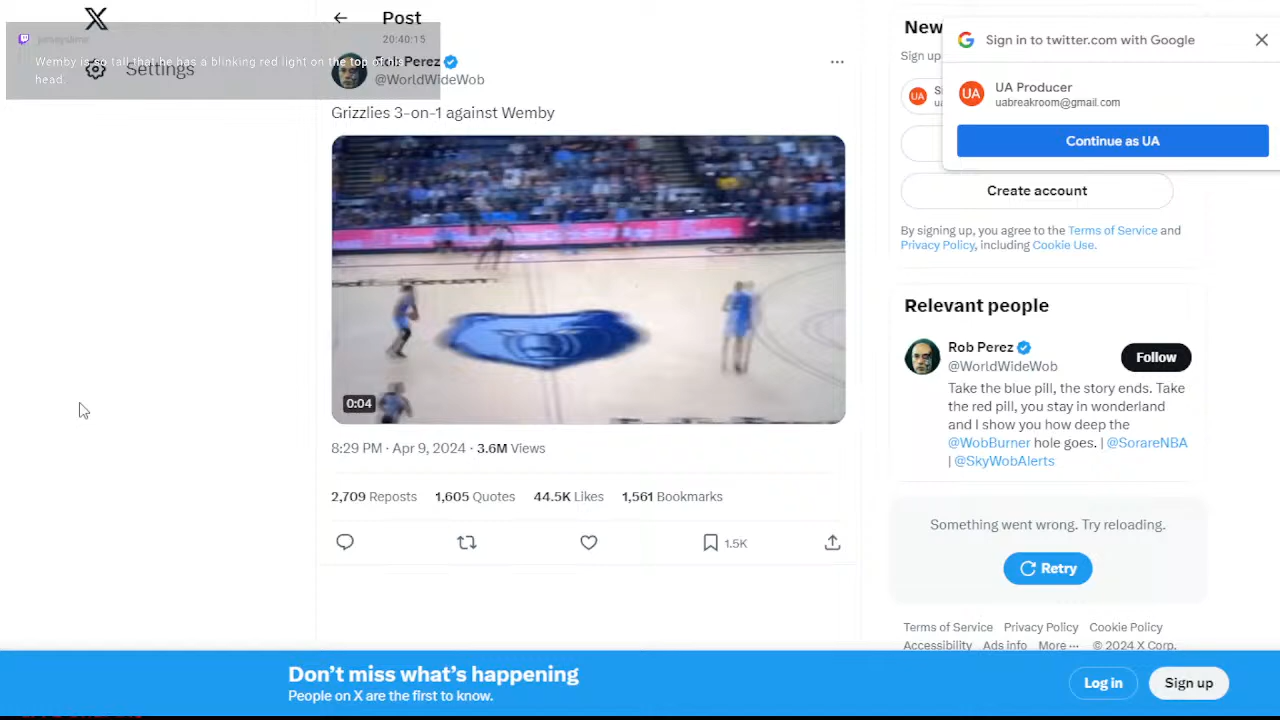 Post
20:40:15
Wemby is so tall that he has a blinking red light on the top of his
head.
Settings
Rob Perez
@WorldWideWob
Grizzlies 3-on-1 against Wemby
0:04
8:29 PM · Apr 9, 2024 · 3.6M Views
2,709 Reposts 1,605 Quotes 44.5K Likes 1,561 Bookmarks
1.5K
New
Sign up
UA
Sign in to twitter.com with Google
UA
UA Producer
uabreakroom@gmail.com
Continue as UA
Create account
By signing up, you agree to the Terms of Service and
Privacy Policy, including Cookie Use.
Relevant people
Rob Perez
@WorldWideWob
Follow
Take the blue pill, the story ends. Take
the red pill, you stay in wonderland
and I show you how deep the
@WobBurner hole goes. | @SorareNBA
| @SkyWobAlerts
Something went wrong. Try reloading.
Retry
Terms of Service Privacy Policy Cookie Policy
Accessibility Ads info More ··· © 2024 X Corp.
Don't miss what's happening
People on X are the first to know.
Log in
Sign up